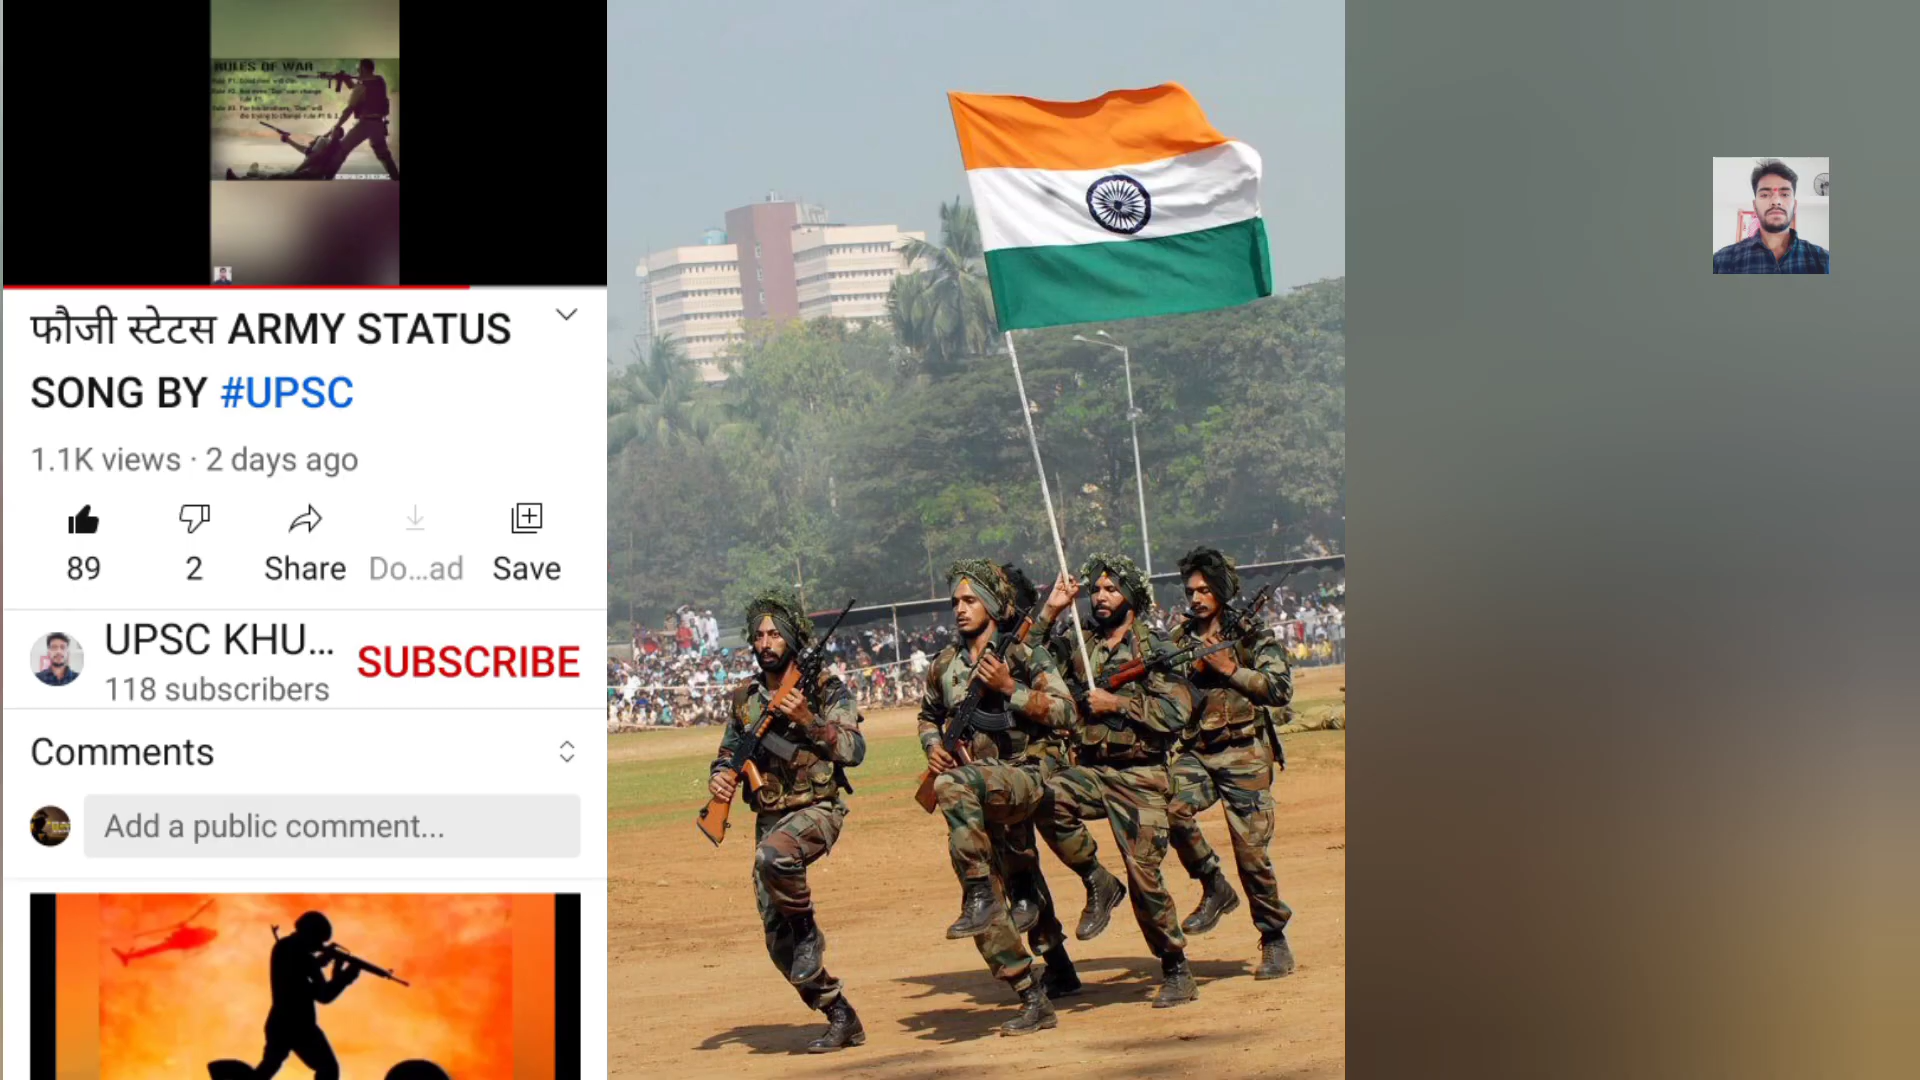 RULES OF WAR
फौजी स्टेटस ARMY STATUS
SONG BY #UPSC
1.1K views · 2 days ago
89
2
Share
Do...ad
Save
UPSC KHU...
SUBSCRIBE
118 subscribers
Comments
Add a public comment...